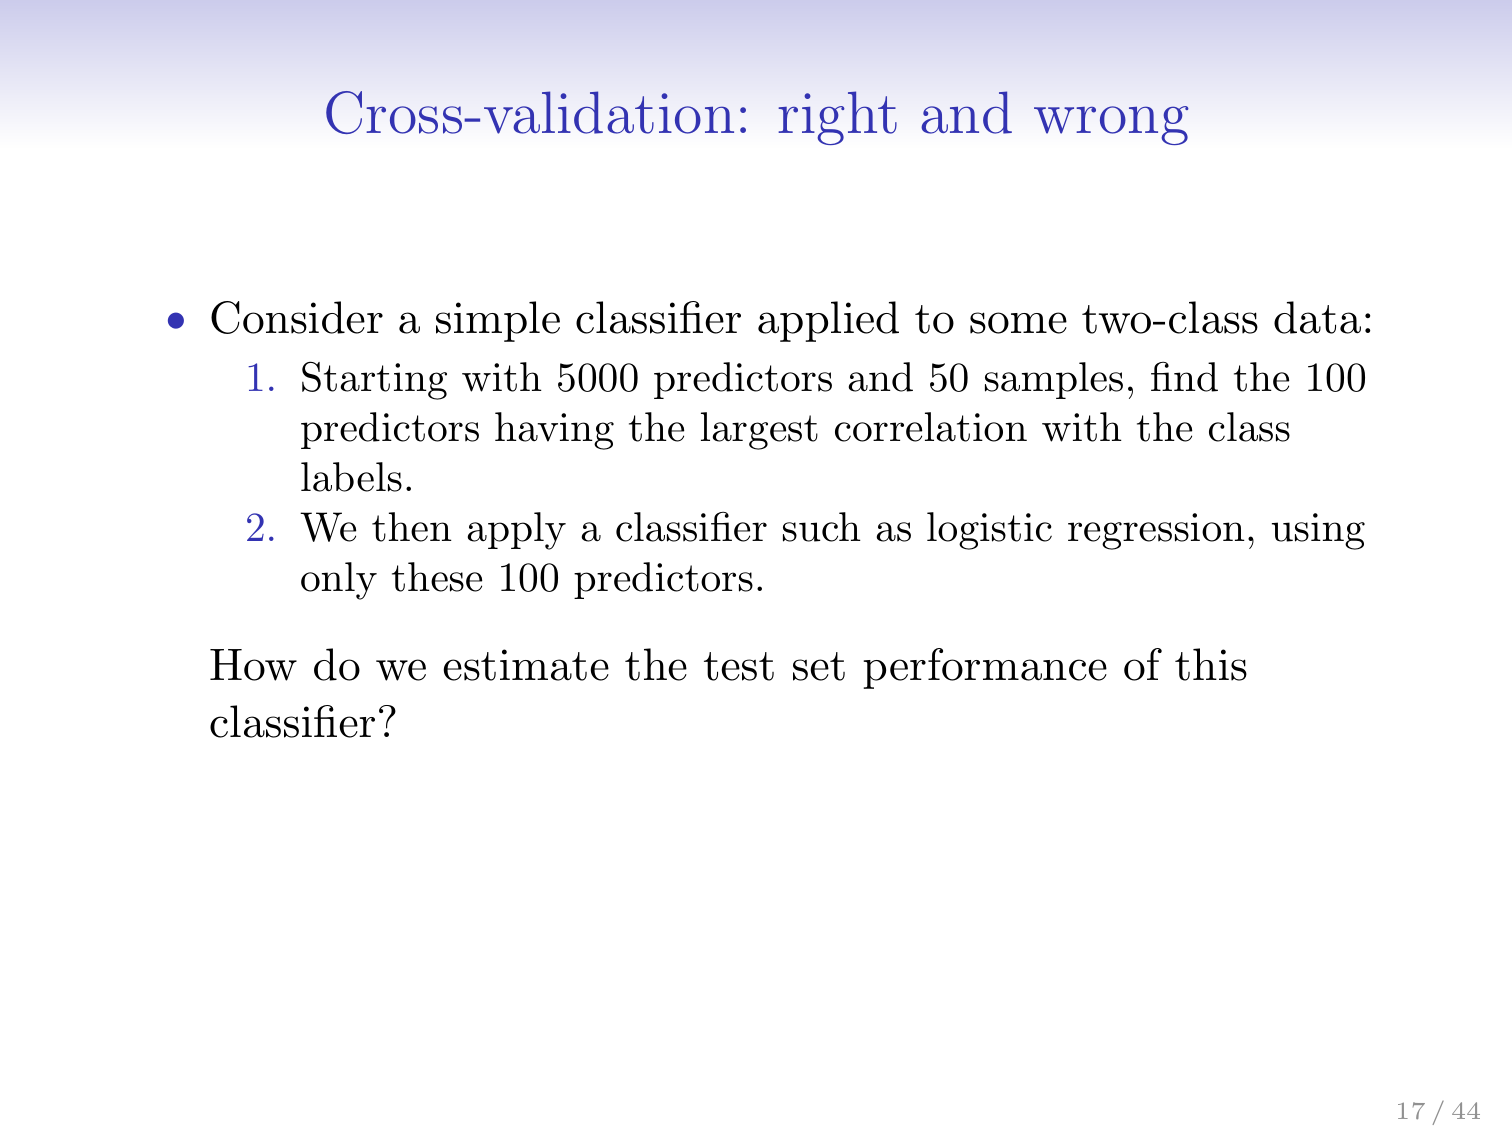 Cross-validation: right and wrong
• Consider a simple classifier applied to some two-class data:
1. Starting with 5000 predictors and 50 samples, find the 100
predictors having the largest correlation with the class
labels.
2. We then apply a classifier such as logistic regression, using
only these 100 predictors.
How do we estimate the test set performance of this
classifier?
17 / 44